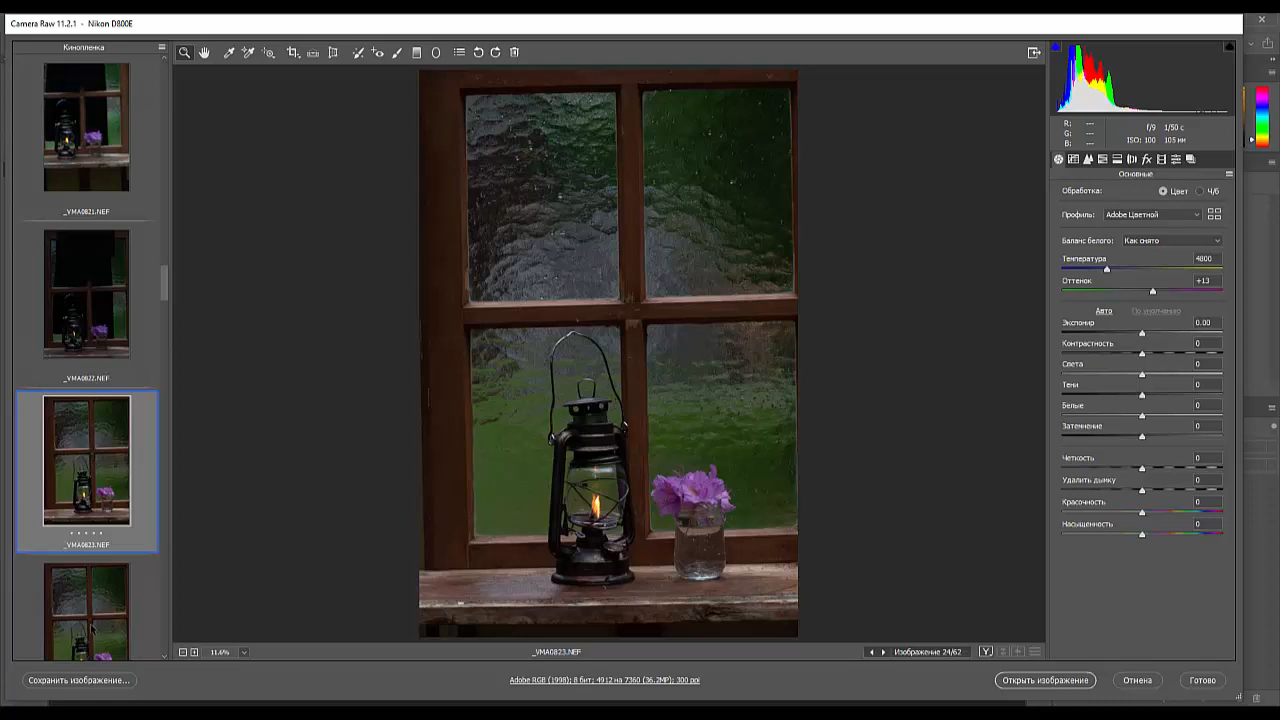 Camera Raw 11.2.1 - Nikon D800E
Кинопленка
_VMA0821.NEF
_VMA0822.NEF
_VMA0823.NEF
11.6%
_VMA0823.NEF
Изображение 24/62
Сохранить изображение...
Adobe RGB (1998); 8 бит; 4912 на 7360 (36.2МР); 300 ppi
Открыть изображение
Отмена
Готово
R: ---
G: ---
B: ---
f/9 1/50 с
ISO: 100 105 мм
Основные
Обработка: Цвет Ч/б
Профиль: Adobe Цветной
Баланс белого: Как снято
Температура 4800
Оттенок +13
Авто По умолчанию
Экспонир 0.00
Контрастность 0
Света 0
Тени 0
Белые 0
Затемнение 0
Четкость 0
Удалить дымку 0
Красочность 0
Насыщенность 0